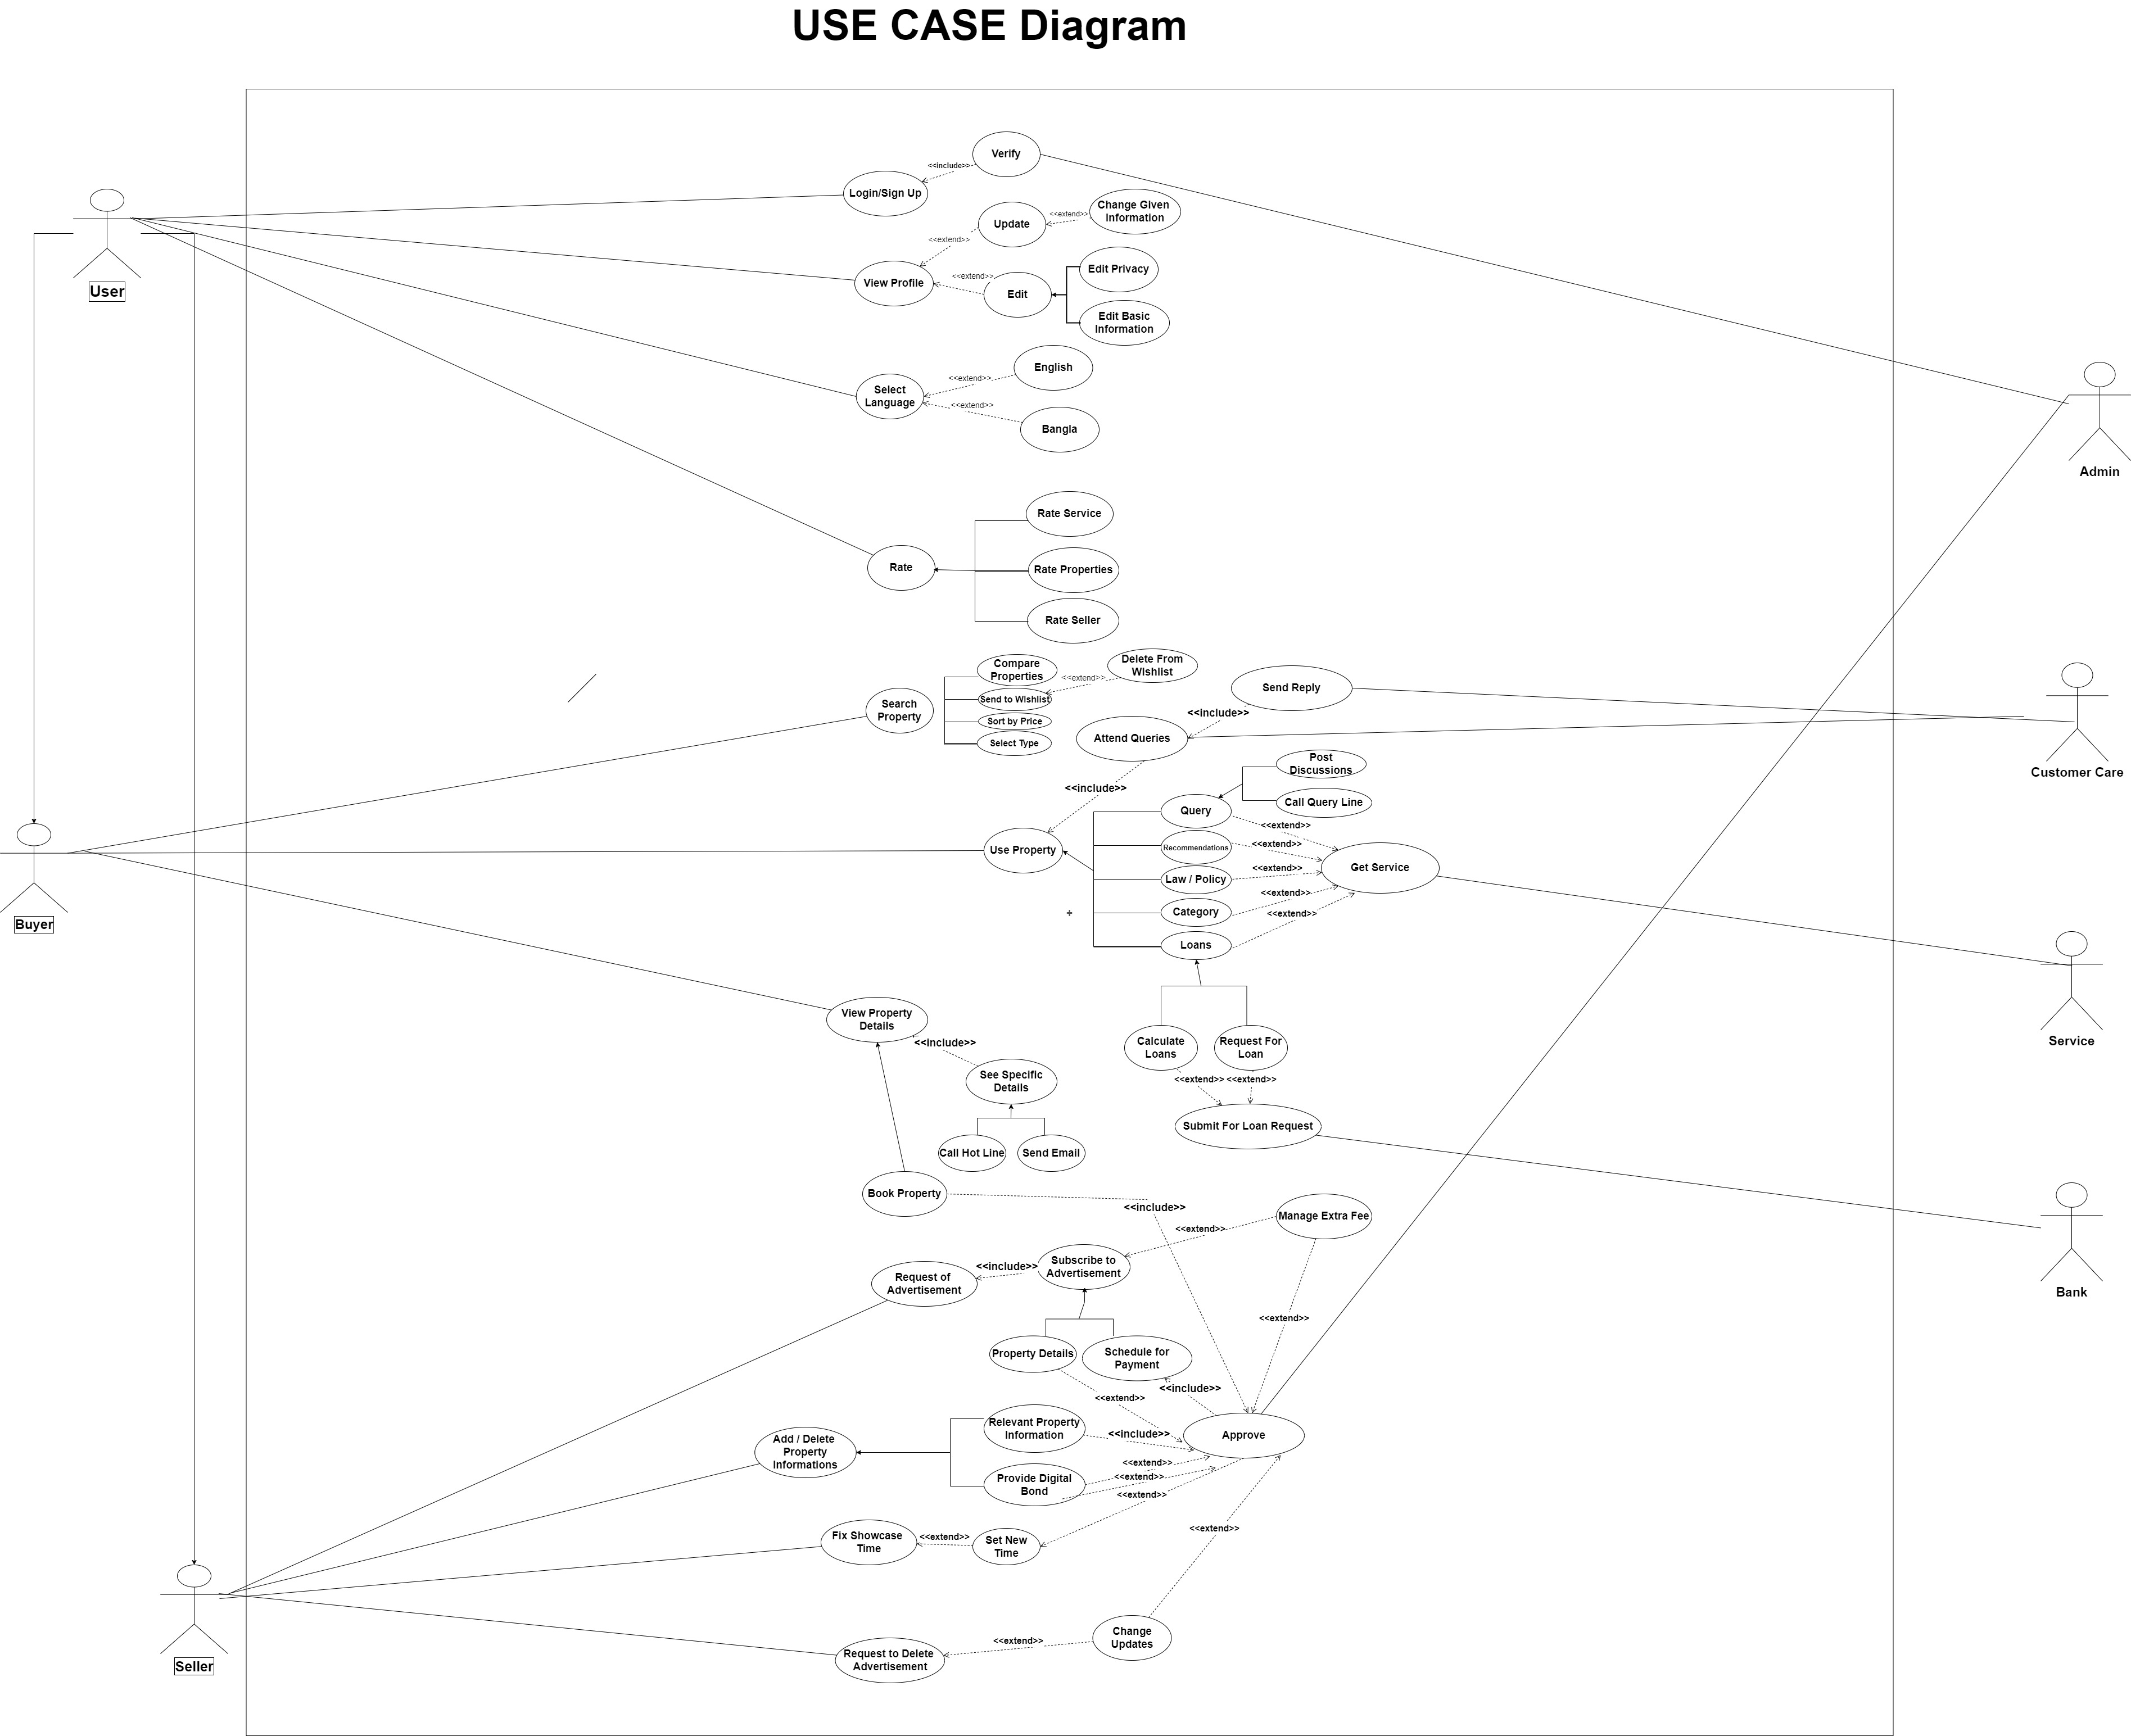 USE CASE Diagram
Verify
<<include>>
Login/Sign Up
Change Given
Information
<<extend>>
Update
<<extend>>
View Profile
<<extend>>
Edit
Edit Privacy
Edit Basic
Information
User
English
<<extend>>
Select
Language
<<extend>>
Bangla
Admin
Rate Service
Rate
Rate Properties
Rate Seller
Compare
Properties
Delete From
WIshlist
<<extend>>
Send to WIshlist
Search
Property
Sort by Price
Select Type
Send Reply
<<include>>
Attend Queries
Customer Care
Post
Discussions
<<include>>
Call Query Line
Query
<<extend>>
Use Property
Recommendations
<<extend>>
Get Service
Law / Policy
<<extend>>
<<extend>>
Category
<<extend>>
+
Loans
Buyer
View Property
Details
<<include>>
Calculate
Loans
Request For
Loan
Service
See Specific
Details
<<extend>>
<<extend>>
Submit For Loan Request
Call Hot Line
Send Email
Book Property
<<include>>
Manage Extra Fee
<<extend>>
Subscribe to
Advertisement
<<include>>
Request of
Advertisement
Bank
<<extend>>
Property Details
Schedule for
Payment
<<include>>
<<extend>>
Relevant Property
Information
<<include>>
Approve
Add / Delete
Property
Informations
<<extend>>
<<extend>>
Provide Digital
Bond
<<extend>>
Fix Showcase
Time
<<extend>>
Set New
Time
<<extend>>
Change
Updates
<<extend>>
Request to Delete
Advertisement
Seller